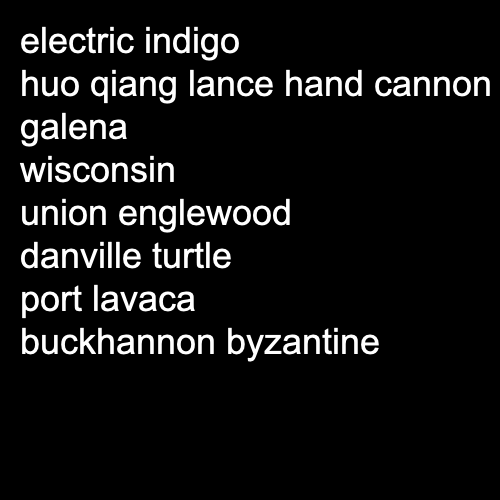 electric indigo
huo qiang lance hand cannon
galena
wisconsin
union englewood
danville turtle
port lavaca
buckhannon byzantine